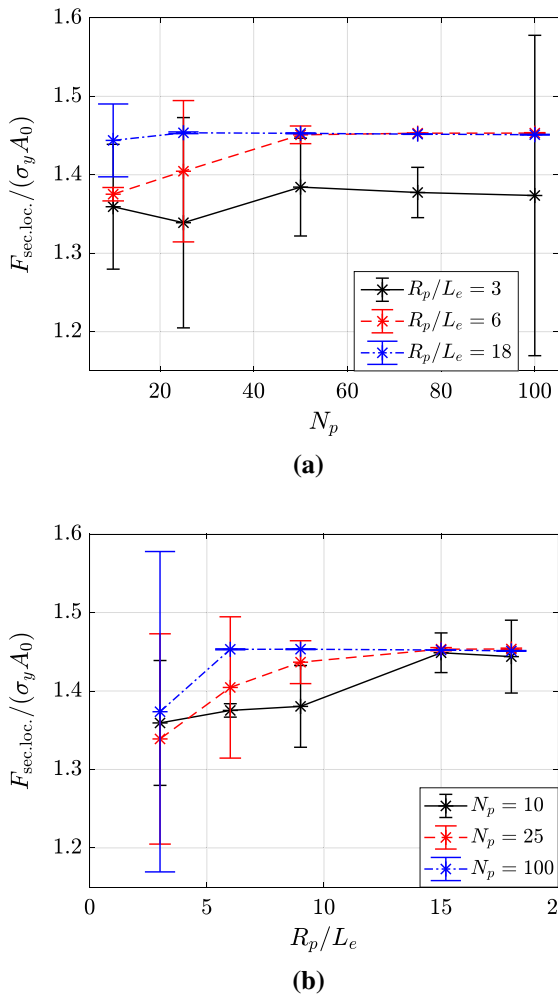 1.6
1.5
1.4
1.3
1.2
F_sec.loc./(σ_y A_0)
R_p/L_e = 3
R_p/L_e = 6
R_p/L_e = 18
20 40 60 80 100
N_p
(a)
1.6
1.5
1.4
1.3
1.2
F_sec.loc./(σ_y A_0)
N_p = 10
N_p = 25
N_p = 100
0 5 10 15 2
R_p/L_e
(b)